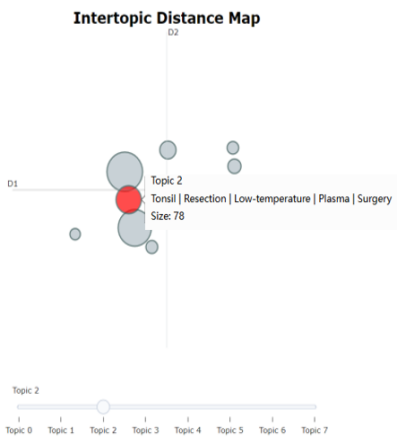 Intertopic Distance Map
D2
D1
Topic 2
Tonsil | Resection | Low-temperature | Plasma | Surgery
Size: 78
Topic 2
Topic 0 Topic 1 Topic 2 Topic 3 Topic 4 Topic 5 Topic 6 Topic 7